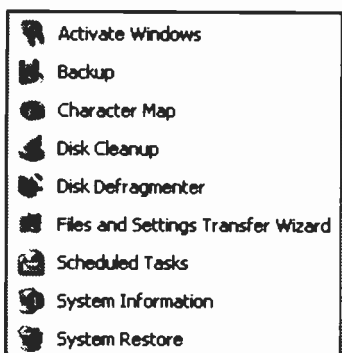 Activate Windows
Backup
Character Map
Disk Cleanup
Disk Defragmenter
Files and Settings Transfer Wizard
Scheduled Tasks
System Information
System Restore